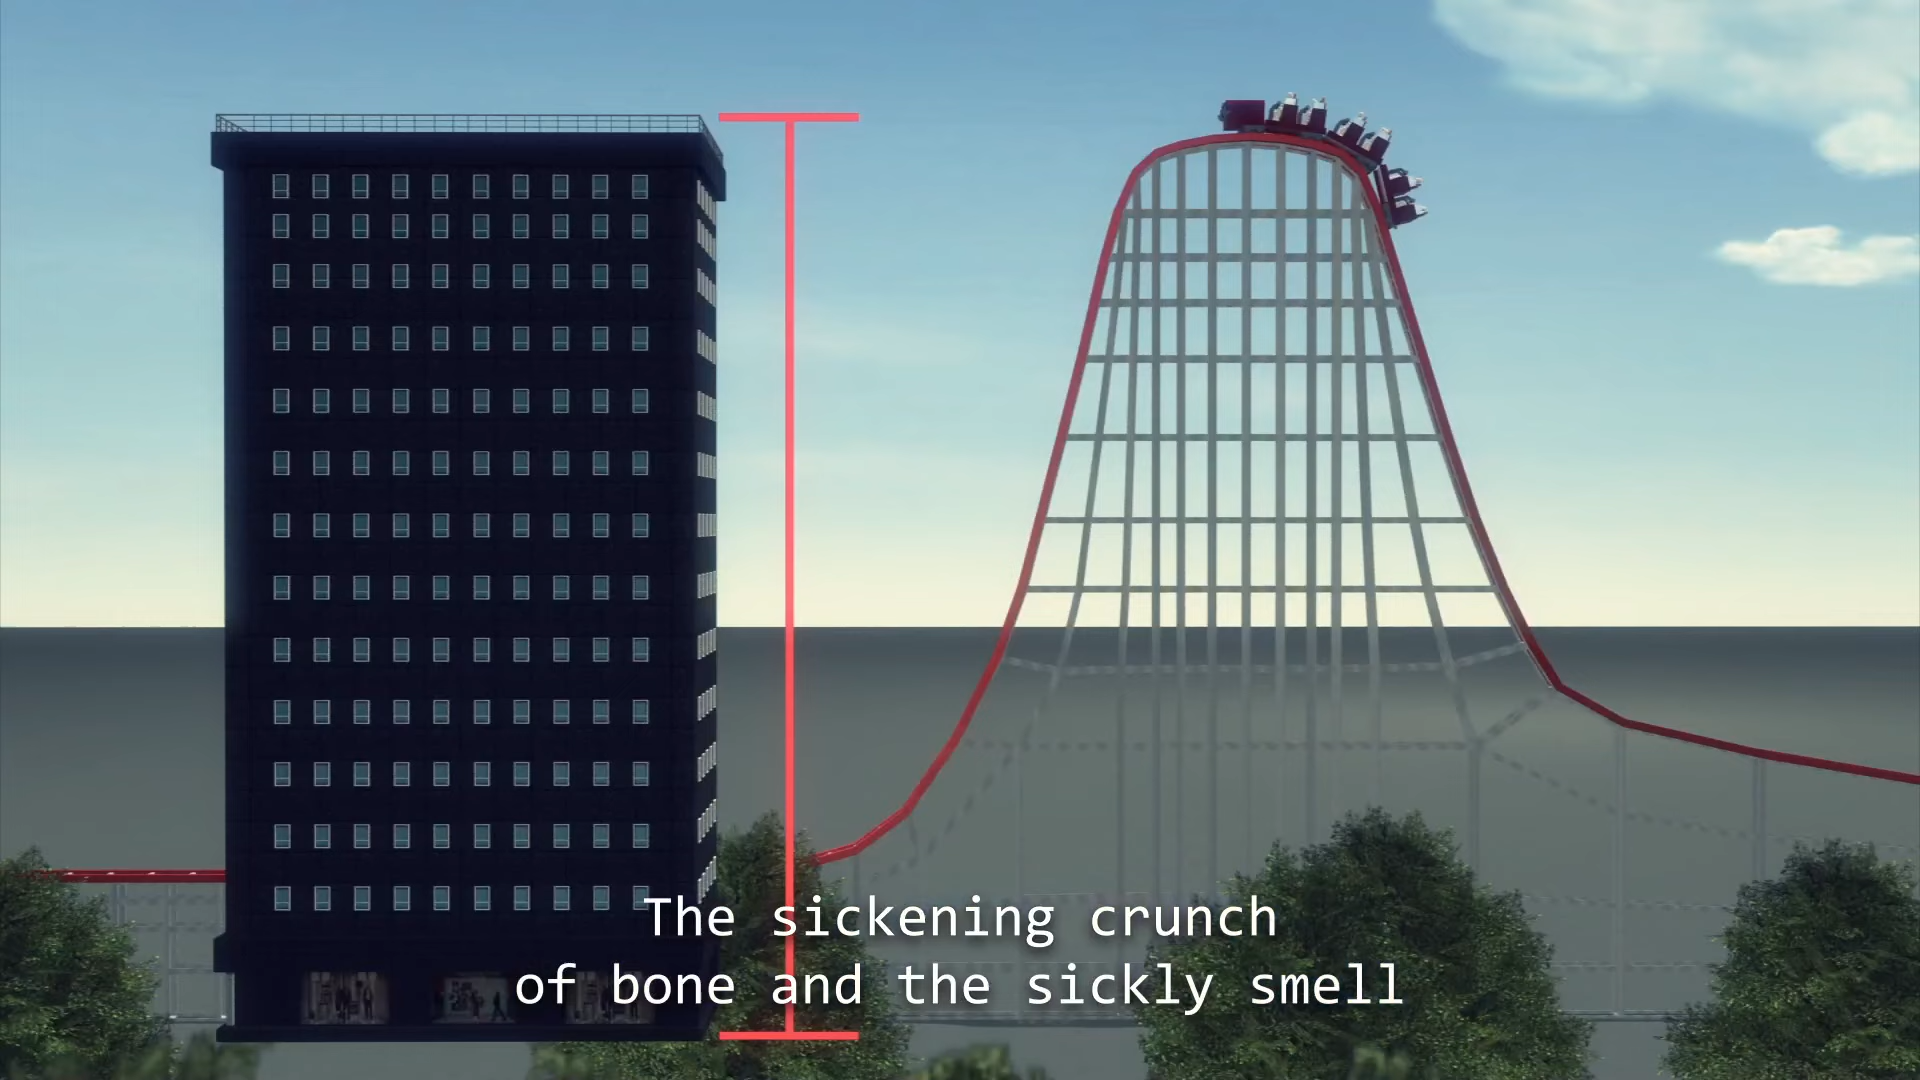 The sickening crunch
of bone and the sickly smell